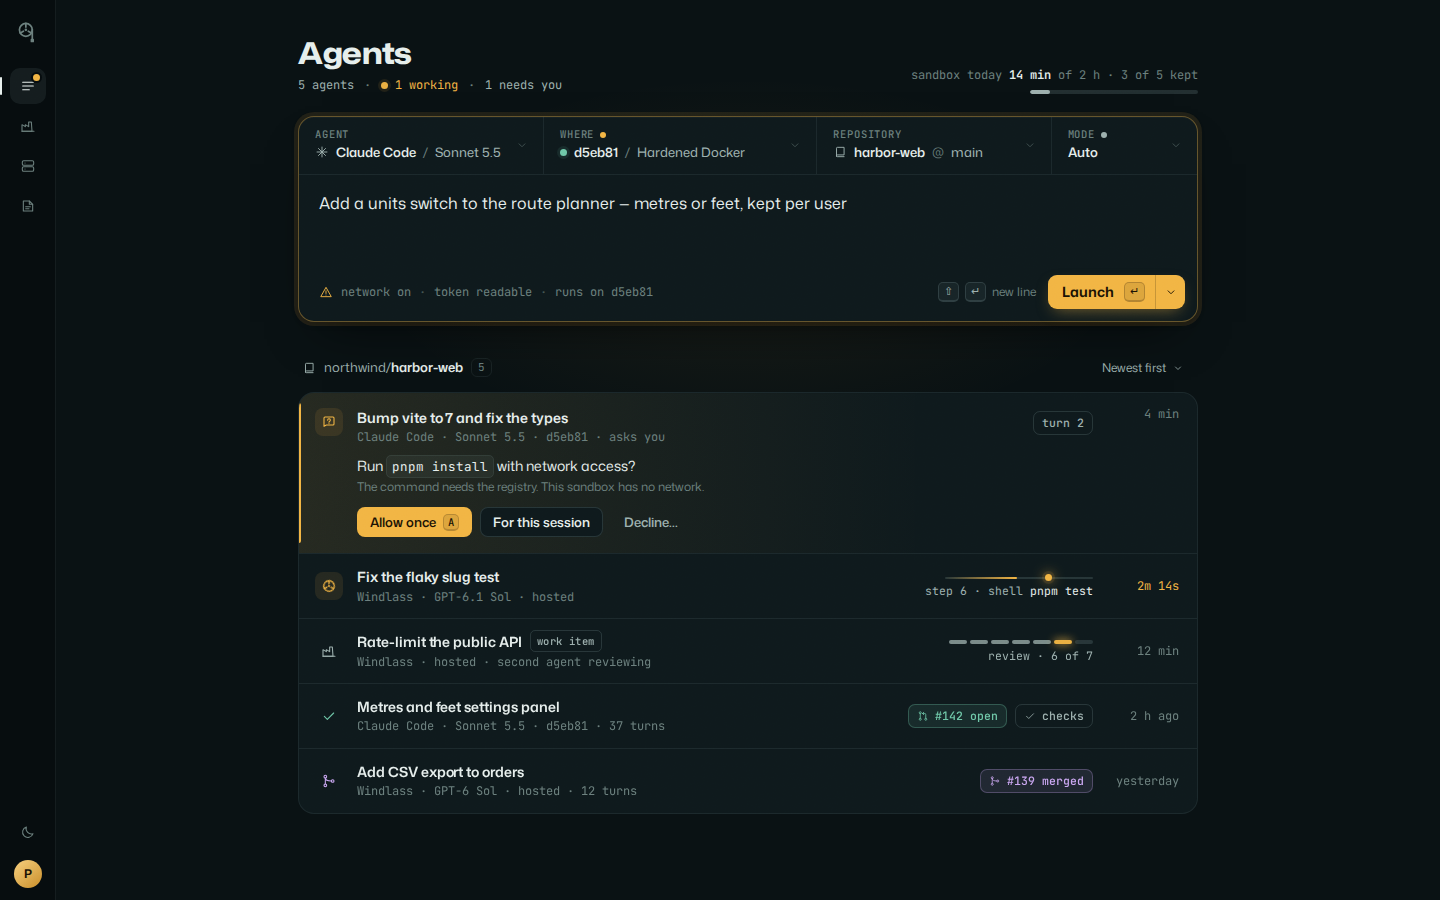 Agents
5 agents · 1 working · 1 needs you
sandbox today 14 min of 2 h · 3 of 5 kept
AGENT
Claude Code / Sonnet 5.5
WHERE
d5eb81 / Hardened Docker
REPOSITORY
harbor-web @ main
MODE
Auto
Add a units switch to the route planner – metres or feet, kept per user
network on · token readable · runs on d5eb81
⇧ ↵ new line
Launch ↵
northwind/harbor-web 5
Newest first
Bump vite to 7 and fix the types
Claude Code · Sonnet 5.5 · d5eb81 · asks you
turn 2
4 min
Run pnpm install with network access?
The command needs the registry. This sandbox has no network.
Allow once A
For this session
Decline...
Fix the flaky slug test
Windlass · GPT-6.1 Sol · hosted
step 6 · shell pnpm test
2m 14s
Rate-limit the public API work item
Windlass · hosted · second agent reviewing
review · 6 of 7
12 min
Metres and feet settings panel
Claude Code · Sonnet 5.5 · d5eb81 · 37 turns
#142 open
checks
2 h ago
Add CSV export to orders
Windlass · GPT-6 Sol · hosted · 12 turns
#139 merged
yesterday
P